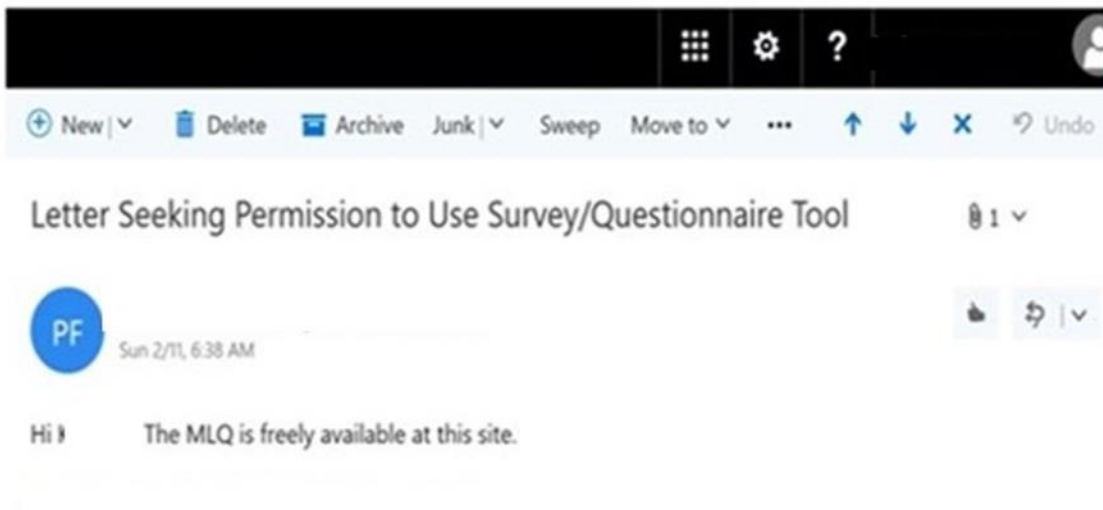 ?
New | Delete Archive Junk | Sweep Move to ... Undo
Letter Seeking Permission to Use Survey/Questionnaire Tool 1
PF
Sun 2/11, 6:38 AM
Hi The MLQ is freely available at this site.